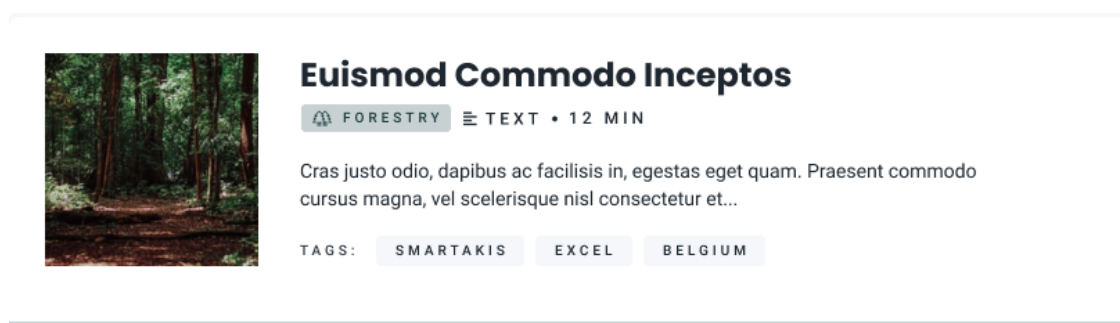 Euismod Commodo Inceptos
FORESTRY TEXT • 12 MIN
Cras justo odio, dapibus ac facilisis in, egestas eget quam. Praesent commodo
cursus magna, vel scelerisque nisl consectetur et...
TAGS: SMARTAKIS EXCEL BELGIUM